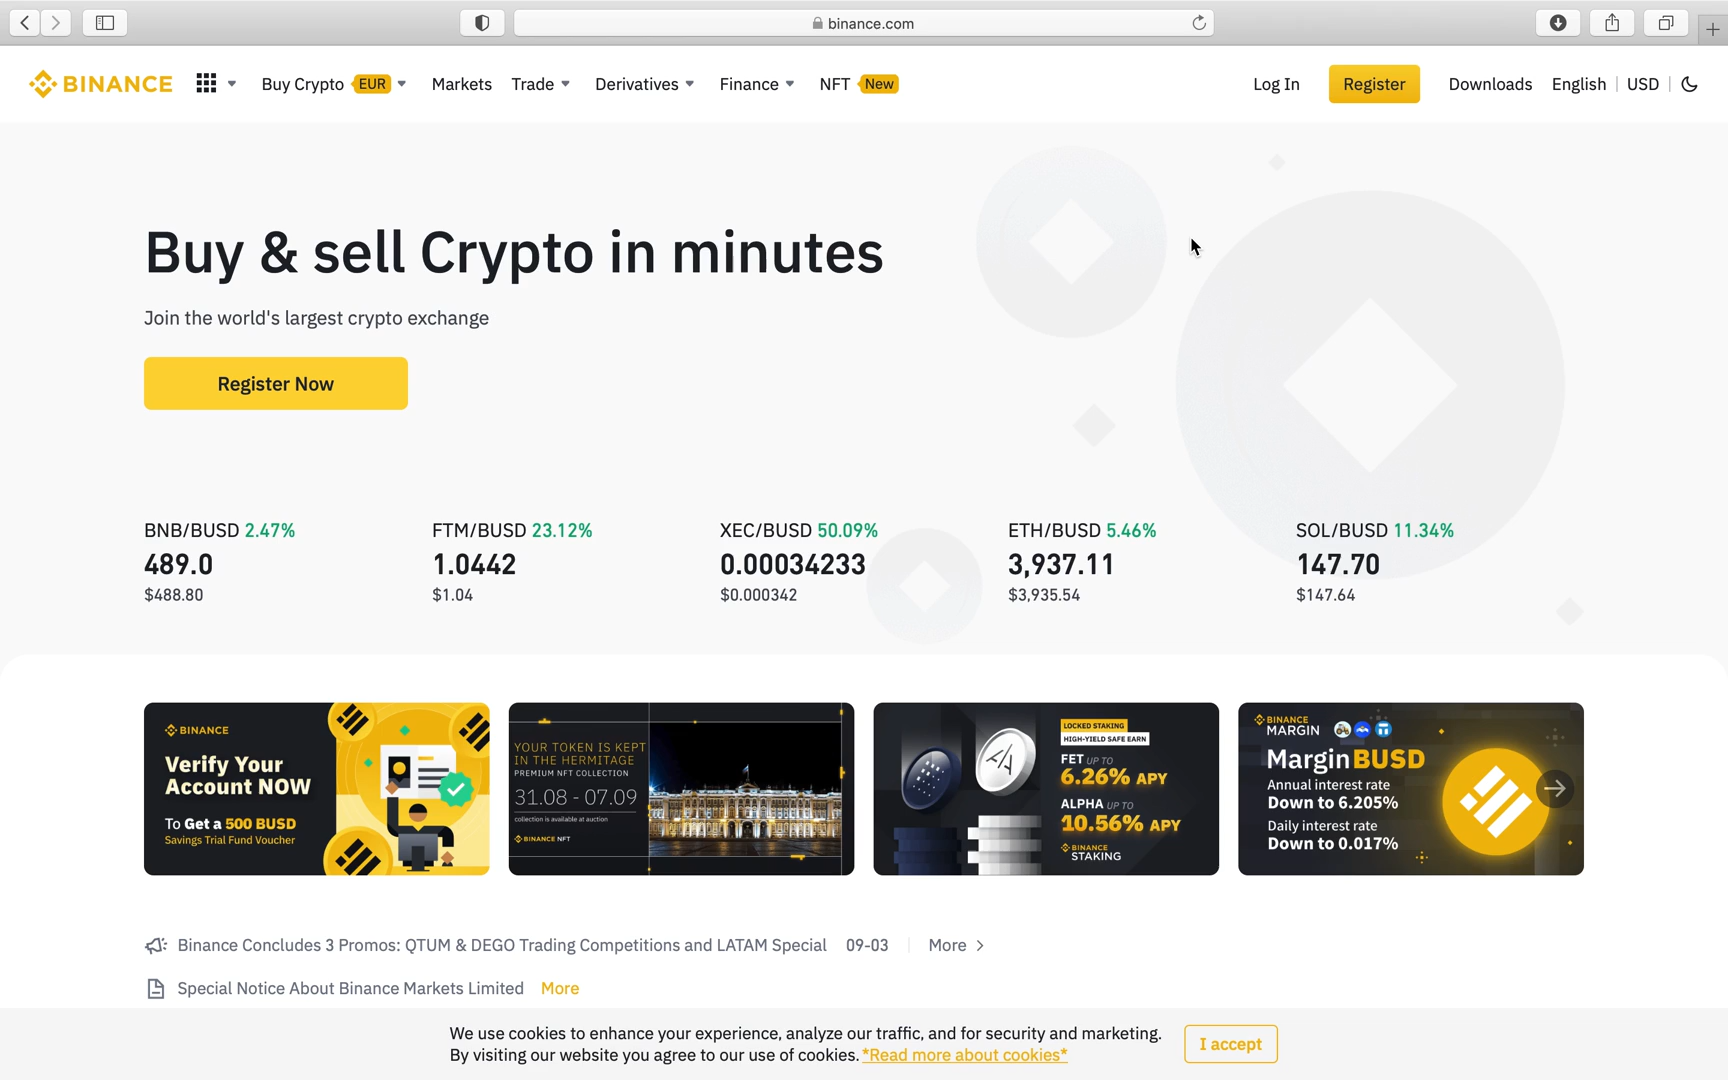 binance.com
BINANCE
Buy Crypto EUR
Markets
Trade
Derivatives
Finance
NFT New
Log In
Register
Downloads
English
USD
Buy & sell Crypto in minutes
Join the world's largest crypto exchange
Register Now
BNB/BUSD 2.47%
489.0
$488.80
FTM/BUSD 23.12%
1.0442
$1.04
XEC/BUSD 50.09%
0.00034233
$0.000342
ETH/BUSD 5.46%
3,937.11
$3,935.54
SOL/BUSD 11.34%
147.70
$147.64
BINANCE
Verify Your
Account NOW
To Get a 500 BUSD
Savings Trial Fund Voucher
YOUR TOKEN IS KEPT
IN THE HERMITAGE
PREMIUM NFT COLLECTION
31.08 - 07.09
collection is available at auction
BINANCE NFT
LOCKED STAKING
HIGH-YIELD SAFE EARN
FET UP TO
6.26% APY
ALPHA UP TO
10.56% APY
BINANCE
STAKING
BINANCE
MARGIN
Margin BUSD
Annual interest rate
Down to 6.205%
Daily interest rate
Down to 0.017%
Binance Concludes 3 Promos: QTUM & DEGO Trading Competitions and LATAM Special 09-03 More
Special Notice About Binance Markets Limited More
We use cookies to enhance your experience, analyze our traffic, and for security and marketing.
By visiting our website you agree to our use of cookies. *Read more about cookies*
I accept